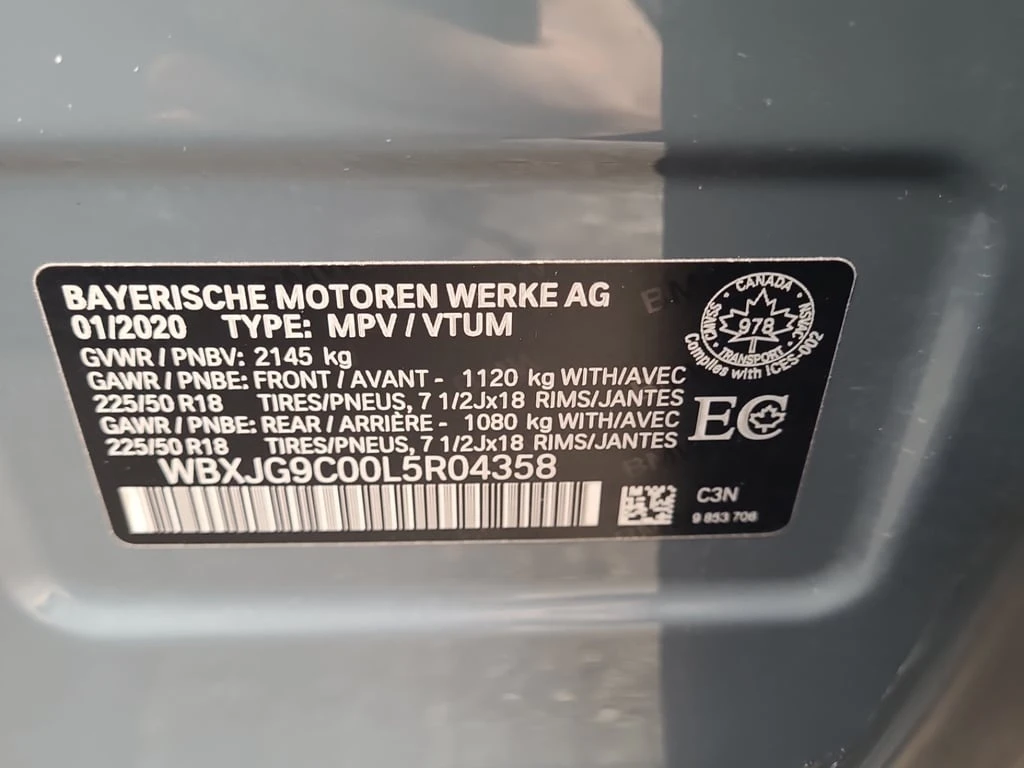 BAYERISCHE MOTOREN WERKE AG
01/2020 TYPE: MPV / VTUM
GVWR / PNBV: 2145 kg
GAWR / PNBE: FRONT / AVANT - 1120 kg WITH/AVEC
225/50 R18 TIRES/PNEUS, 7 1/2Jx18 RIMS/JANTES
GAWR / PNBE: REAR / ARRIÈRE - 1080 kg WITH/AVEC
225/50 R18 TIRES/PNEUS, 7 1/2Jx18 RIMS/JANTES
WBXJG9C00L5R04358
CANADA
978
TRANSPORT
CMVSS
NSVAC
Complies with ICES-002
EC
C3N
9 853 706